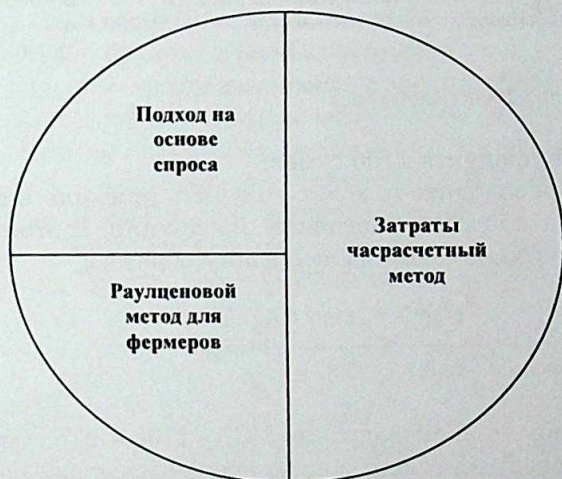 Подход на
основе
спроса
Затраты
часрасчетный
метод
Раулценовой
метод для
фермеров